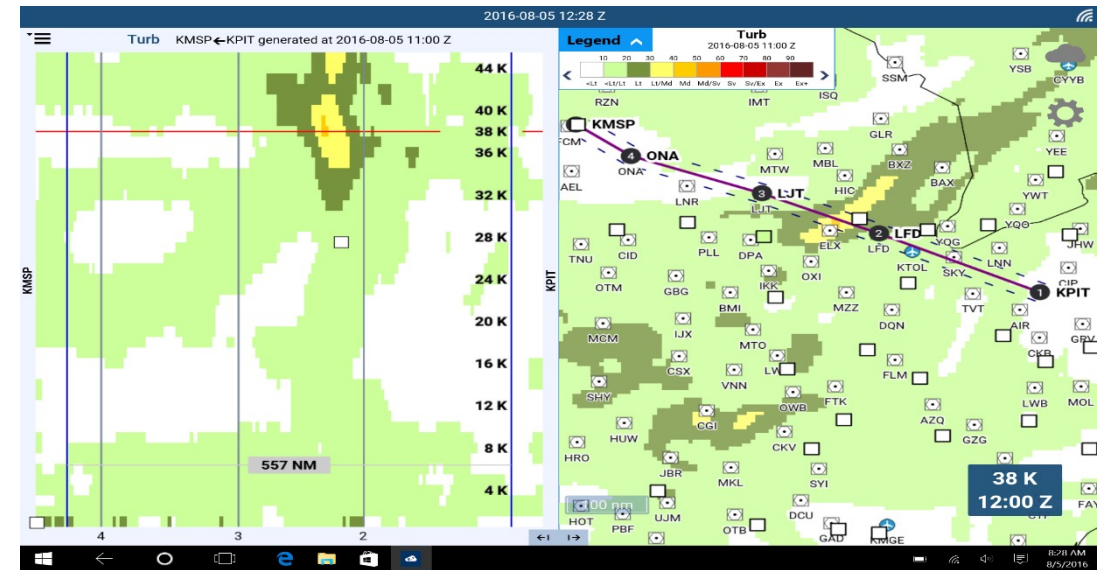 2016-08-05 12:28 Z
Turb KMSP←KPIT generated at 2016-08-05 11:00 Z
44 K
40 K
38 K
36 K
32 K
28 K
24 K
20 K
16 K
12 K
8 K
4 K
KMSP
KPIT
557 NM
4 3 2
Legend
Turb
2016-08-05 11:00 Z
10 20 30 40 50 60 70 80 90
<Lt <Lt/Lt Lt Lt/Md Md Md/Sv Sv Sv/Ex Ex Ex+
SSM
YSB
CYYB
RZN
IMT
ISQ
KMSP
FCM
GLR
YEE
4 ONA
ONA
MTW
MBL
BXZ
AEL
LNR
3 LJT
LJT
HIC
BAX
YWT
YQO
TNU
CID
PLL
DPA
ELX
2 LFD
LFD
YQG
JHW
KTOL
SKY
LNN
OTM
GBG
IKK
OXI
CIP
1 KPIT
BMI
MZZ
TVT
MCM
IJX
MTO
DQN
AIR
GRV
CKB
CSX
VNN
FLM
SHY
OWB
FTK
LWB
MOL
CGI
AZQ
HUW
CKV
GZG
HRO
JBR
MKL
SYI
38 K
12:00 Z
100 nm
HOT
PBF
UJM
OTB
DCU
GAD
KMGE
FAY
8:28 AM
8/5/2016